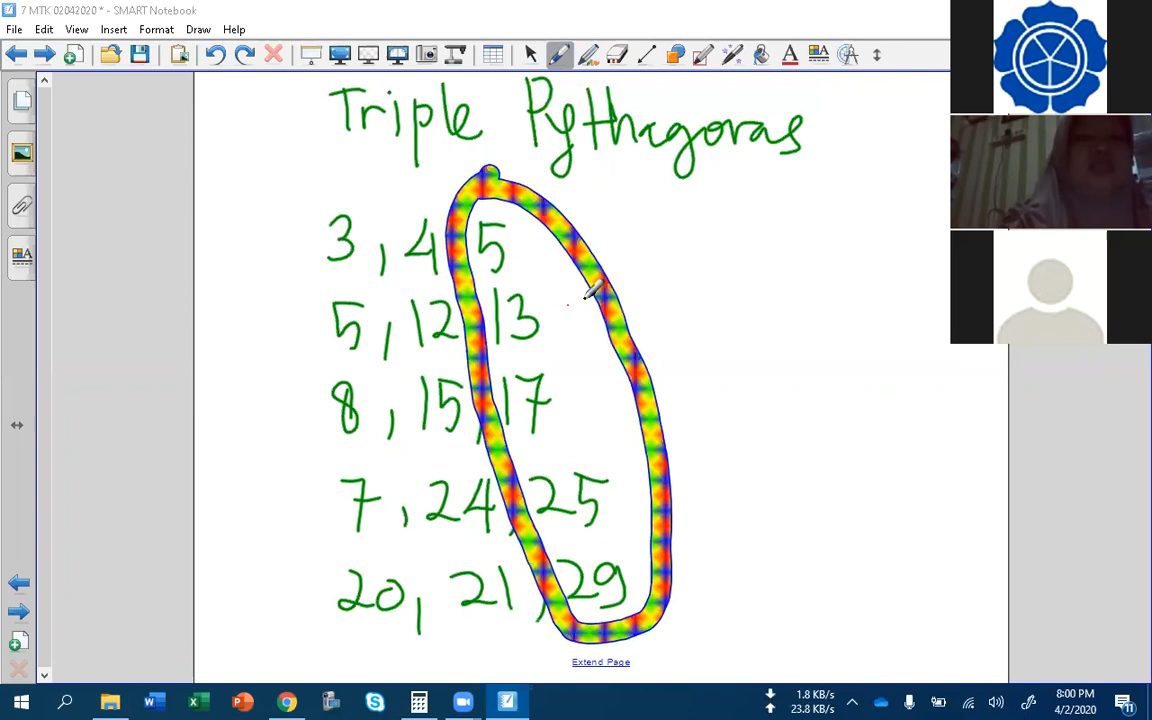 7 MTK 02042020 * - SMART Notebook
File Edit View Insert Format Draw Help
Triple Pythagoras
3, 4 5
5, 12 13
8, 15, 17
7, 24, 25
20, 21, 29
Extend Page
1.8 KB/s
23.8 KB/s
8:00 PM
4/2/2020
11